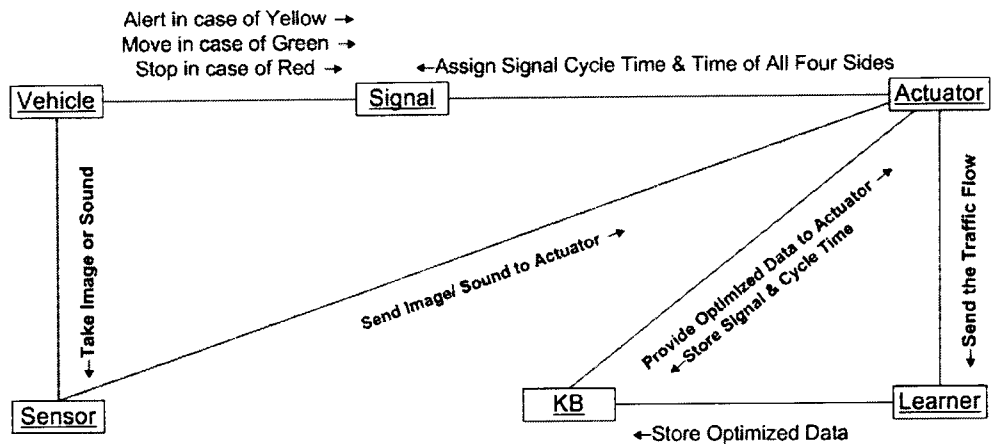 Alert in case of Yellow →
Move in case of Green →
Stop in case of Red →
←Assign Signal Cycle Time & Time of All Four Sides
Vehicle
Signal
Actuator
←Take Image or Sound
Send Image/ Sound to Actuator →
Provide Optimized Data to Actuator →
←Store Signal & Cycle Time
Send the Traffic Flow →
Sensor
KB
Learner
←Store Optimized Data